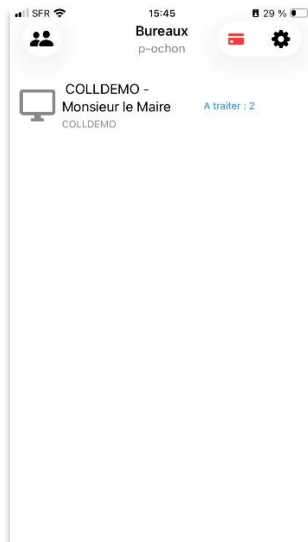 SFR 15:45 29 %
Bureaux
p-ochon
COLLDEMO -
Monsieur le Maire
A traiter : 2
COLLDEMO